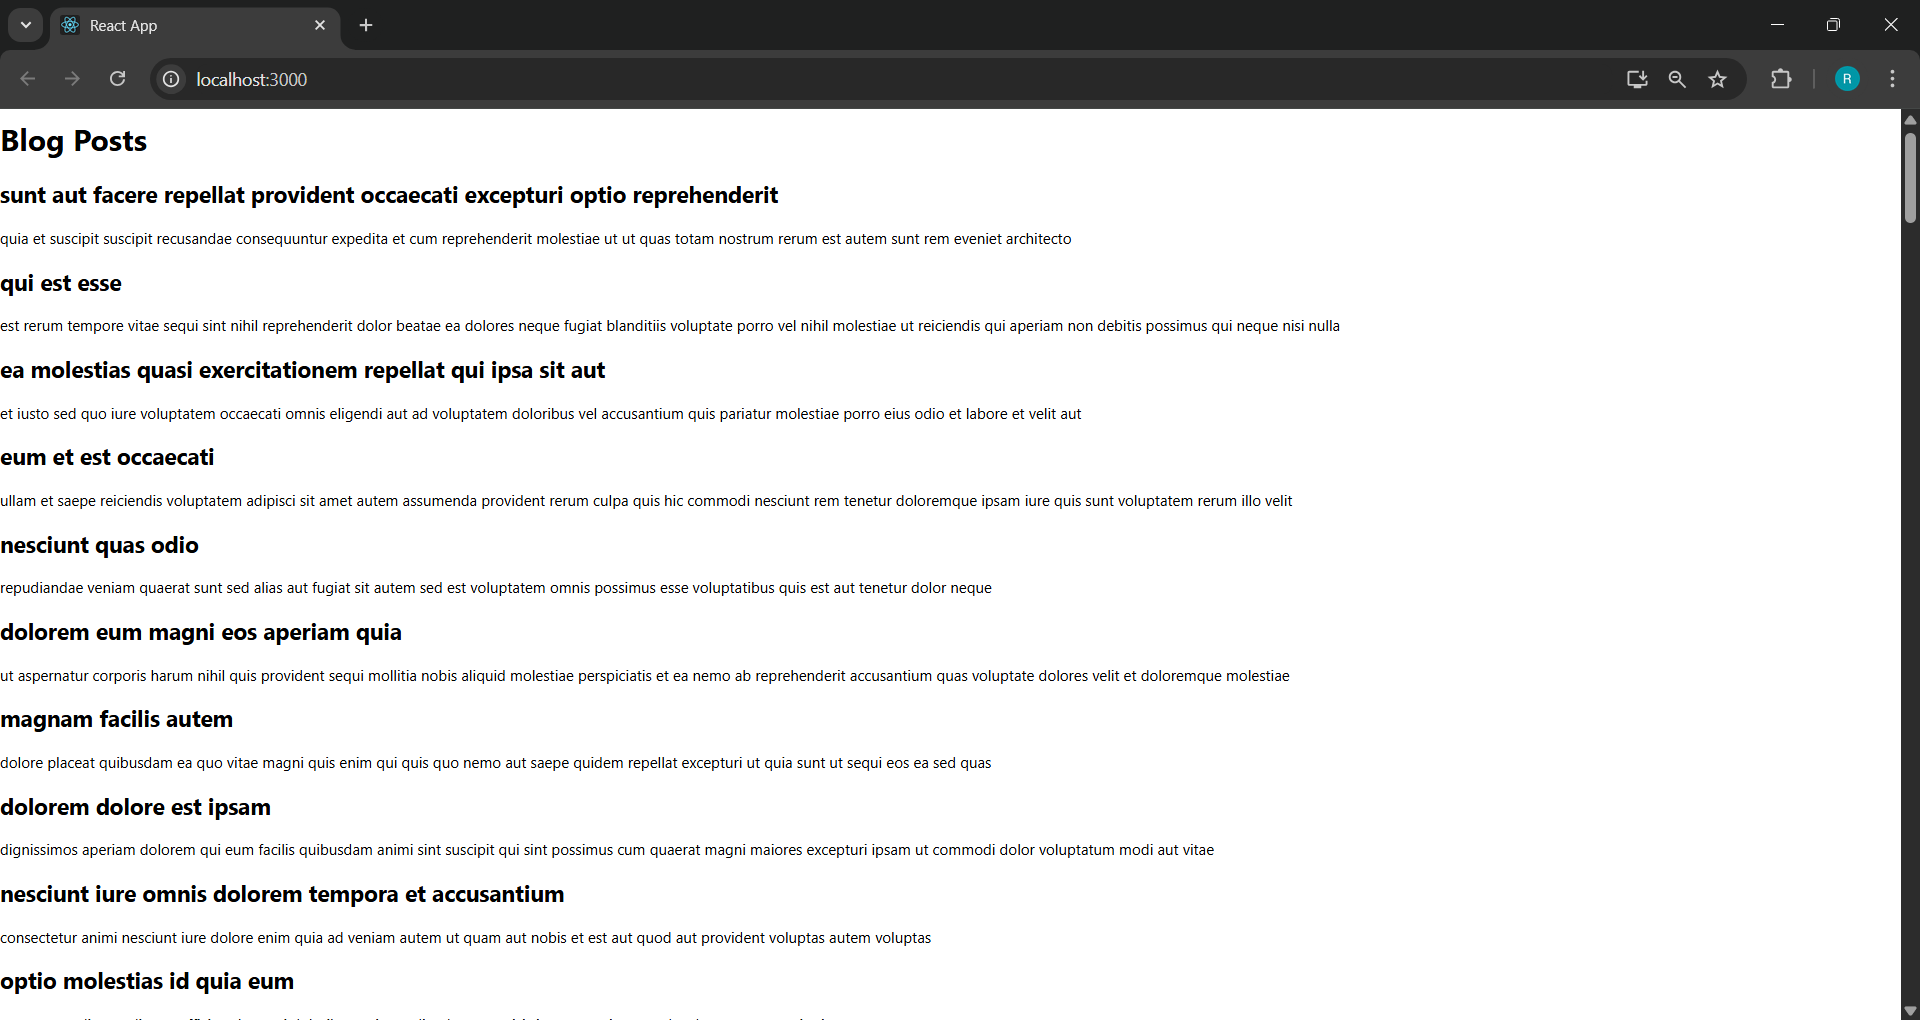 React App
localhost:3000
R
Blog Posts
sunt aut facere repellat provident occaecati excepturi optio reprehenderit
quia et suscipit suscipit recusandae consequuntur expedita et cum reprehenderit molestiae ut ut quas totam nostrum rerum est autem sunt rem eveniet architecto
qui est esse
est rerum tempore vitae sequi sint nihil reprehenderit dolor beatae ea dolores neque fugiat blanditiis voluptate porro vel nihil molestiae ut reiciendis qui aperiam non debitis possimus qui neque nisi nulla
ea molestias quasi exercitationem repellat qui ipsa sit aut
et iusto sed quo iure voluptatem occaecati omnis eligendi aut ad voluptatem doloribus vel accusantium quis pariatur molestiae porro eius odio et labore et velit aut
eum et est occaecati
ullam et saepe reiciendis voluptatem adipisci sit amet autem assumenda provident rerum culpa quis hic commodi nesciunt rem tenetur doloremque ipsam iure quis sunt voluptatem rerum illo velit
nesciunt quas odio
repudiandae veniam quaerat sunt sed alias aut fugiat sit autem sed est voluptatem omnis possimus esse voluptatibus quis est aut tenetur dolor neque
dolorem eum magni eos aperiam quia
ut aspernatur corporis harum nihil quis provident sequi mollitia nobis aliquid molestiae perspiciatis et ea nemo ab reprehenderit accusantium quas voluptate dolores velit et doloremque molestiae
magnam facilis autem
dolore placeat quibusdam ea quo vitae magni quis enim qui quis quo nemo aut saepe quidem repellat excepturi ut quia sunt ut sequi eos ea sed quas
dolorem dolore est ipsam
dignissimos aperiam dolorem qui eum facilis quibusdam animi sint suscipit qui sint possimus cum quaerat magni maiores excepturi ipsam ut commodi dolor voluptatum modi aut vitae
nesciunt iure omnis dolorem tempora et accusantium
consectetur animi nesciunt iure dolore enim quia ad veniam autem ut quam aut nobis et est aut quod aut provident voluptas autem voluptas
optio molestias id quia eum